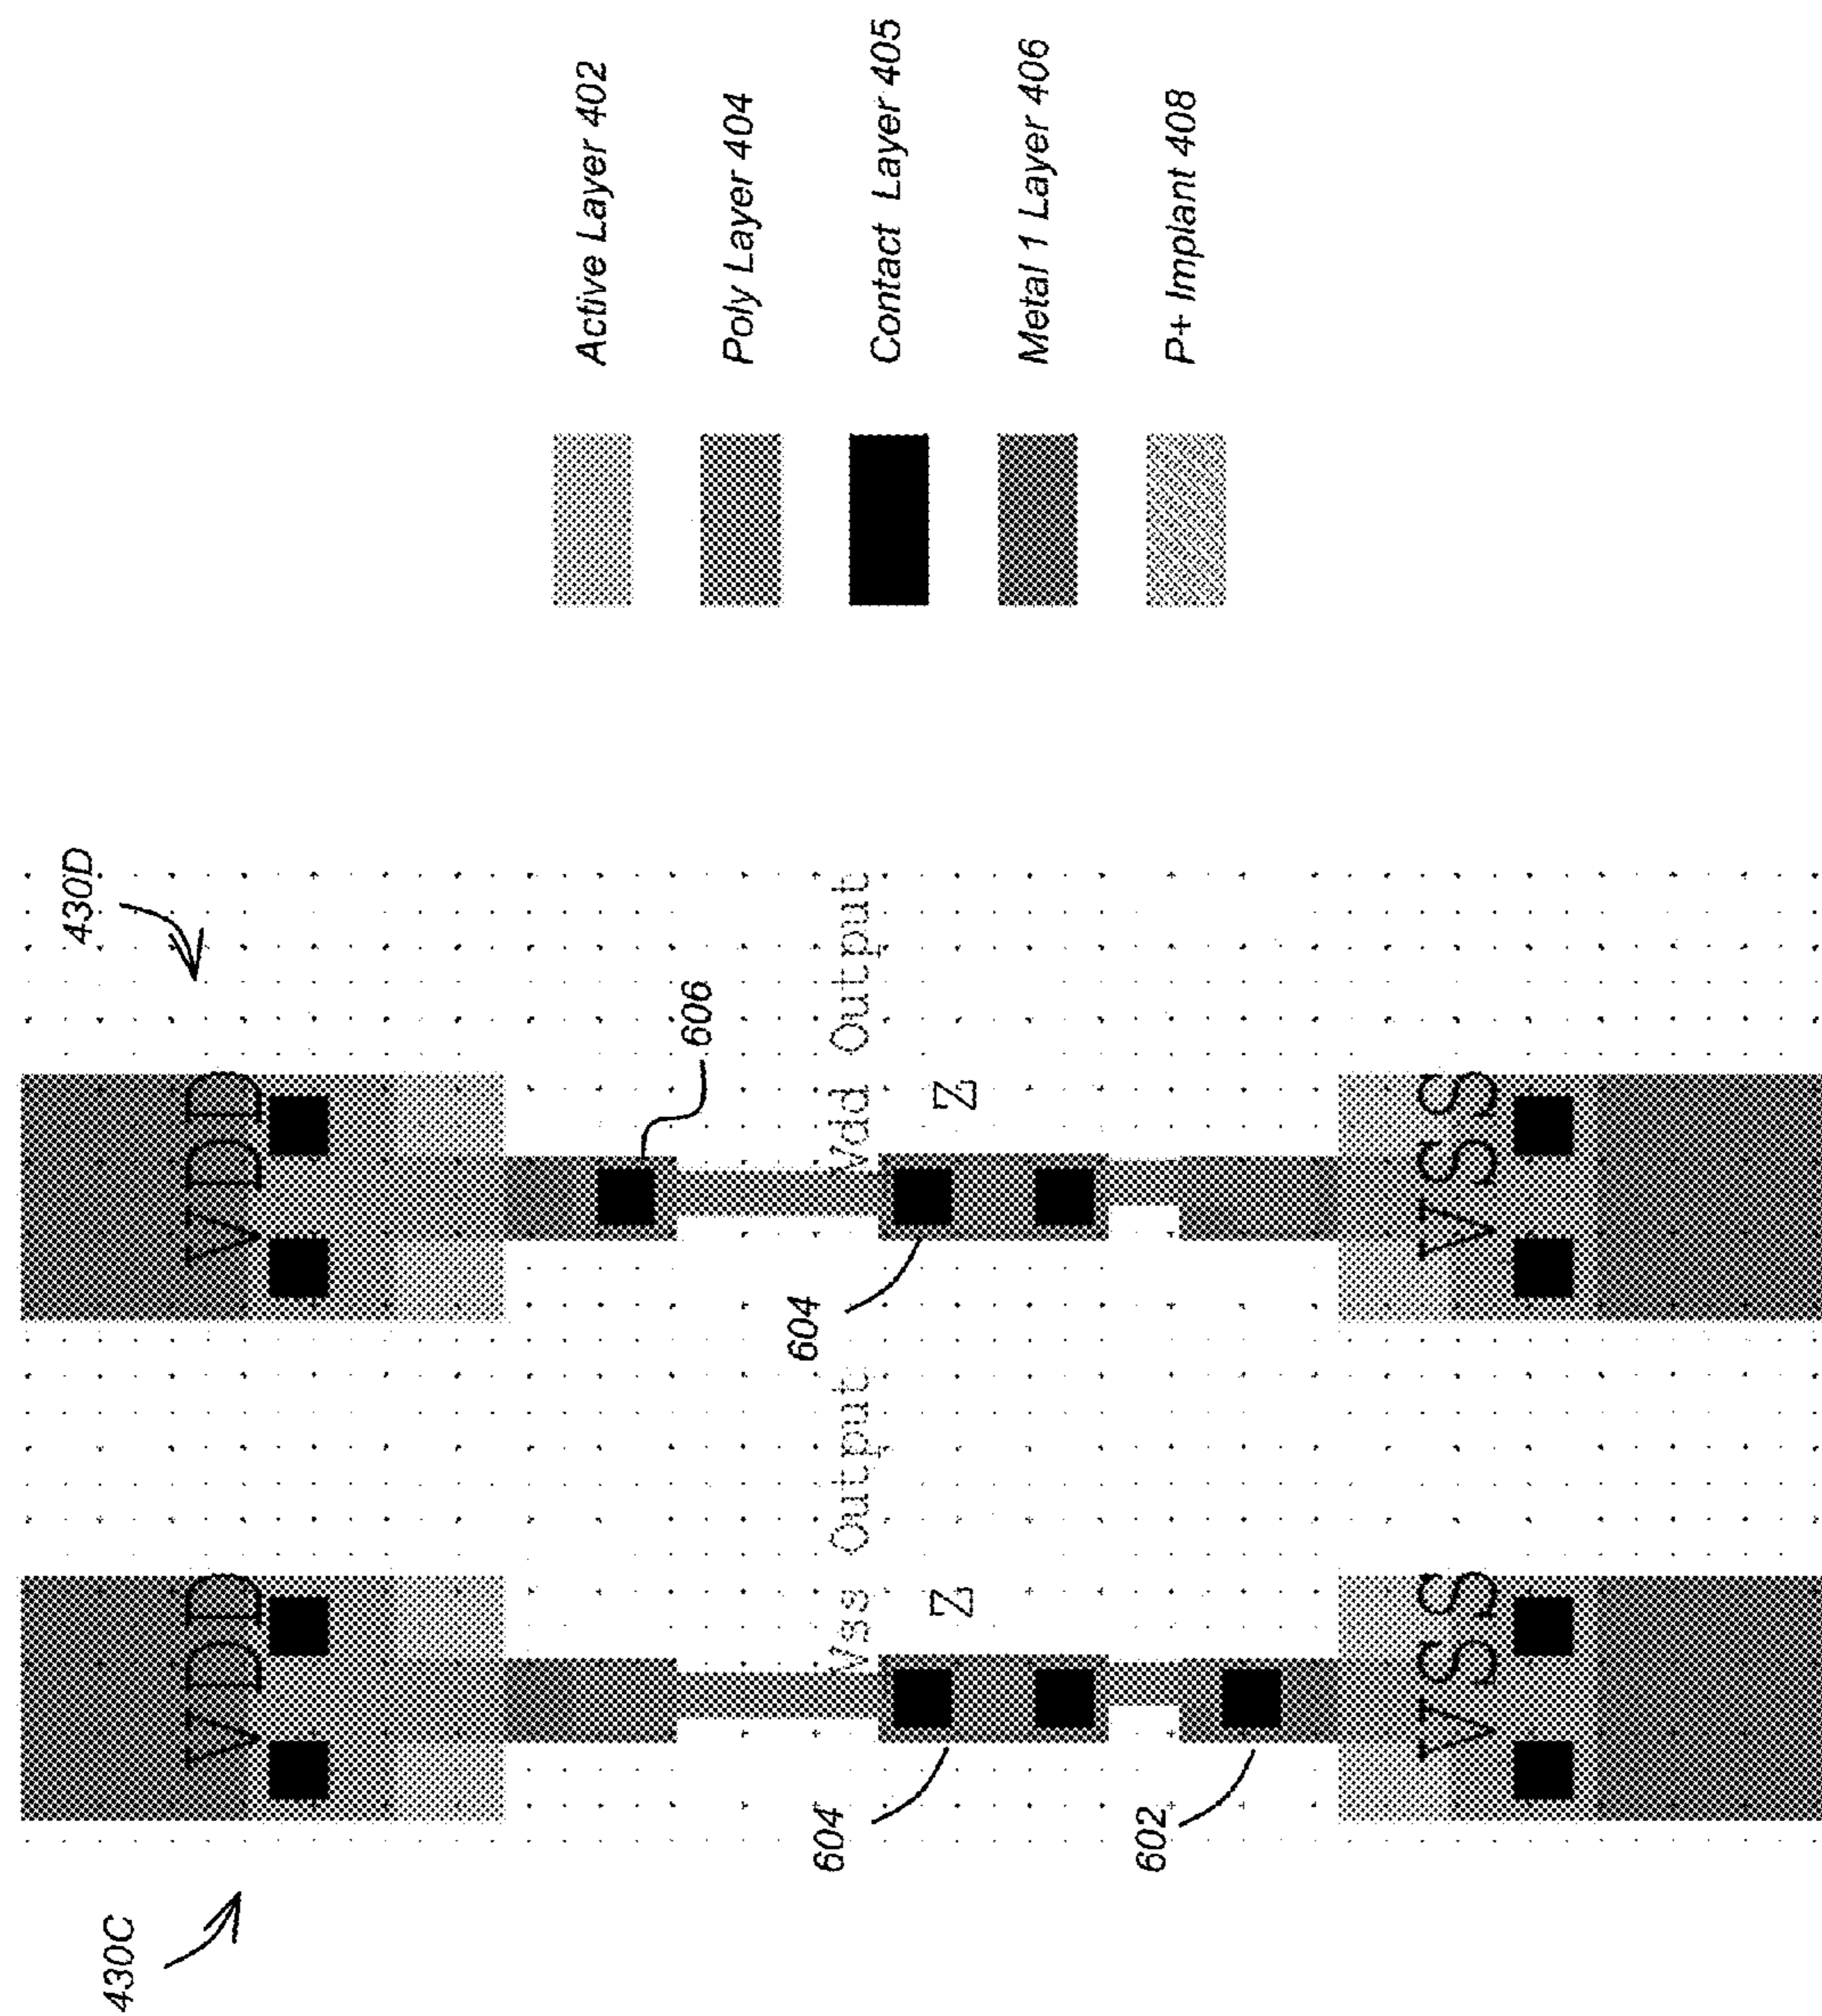 430C
430D
VDD
VDD
606
Vss Output
Vdd Output
Z
Z
604
604
602
VSS
VSS
Active Layer 402
Poly Layer 404
Contact Layer 405
Metal 1 Layer 406
P+ Implant 408